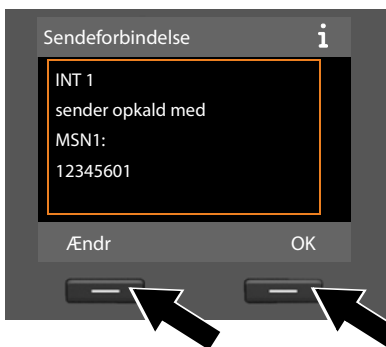 Sendeforbindelse i
INT 1
sender opkald med
MSN1:
12345601
Ændr OK